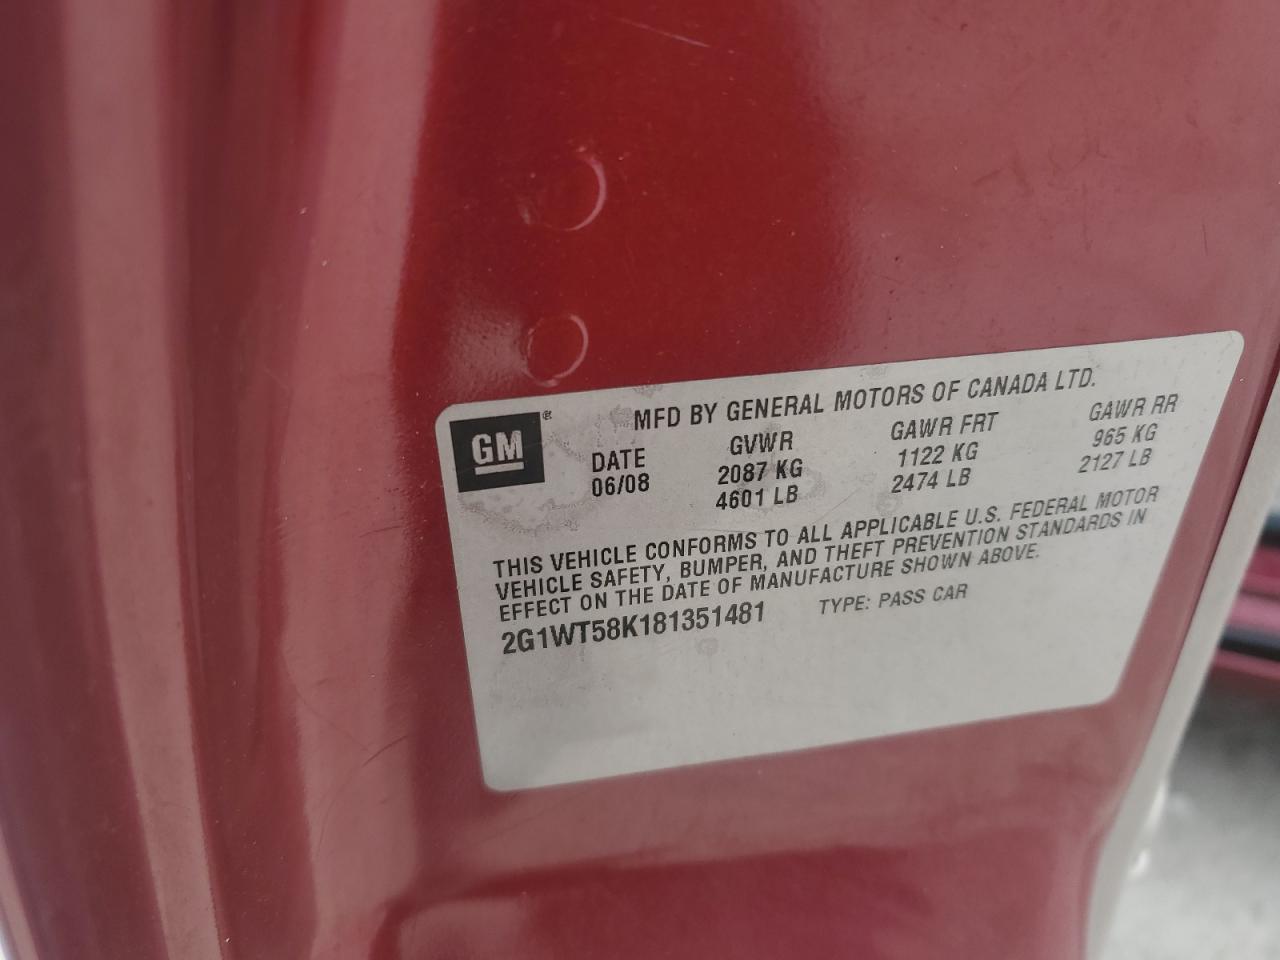 GM®
MFD BY GENERAL MOTORS OF CANADA LTD.
DATE GVWR GAWR FRT GAWR RR
06/08 2087 KG 1122 KG 965 KG
4601 LB 2474 LB 2127 LB
THIS VEHICLE CONFORMS TO ALL APPLICABLE U.S. FEDERAL MOTOR
VEHICLE SAFETY, BUMPER, AND THEFT PREVENTION STANDARDS IN
EFFECT ON THE DATE OF MANUFACTURE SHOWN ABOVE.
2G1WT58K181351481 TYPE: PASS CAR